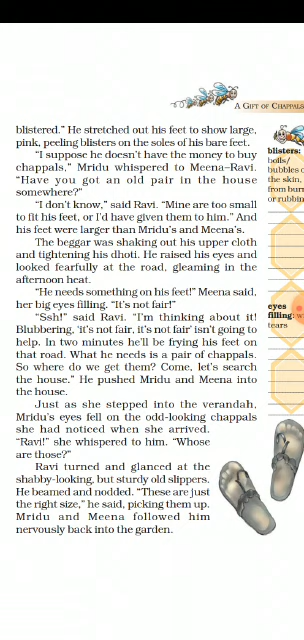 A GIFT OF CHAPPALS
blistered." He stretched out his feet to show large,
pink, peeling blisters on the soles of his bare feet.
"I suppose he doesn't have the money to buy
chappals," Mridu whispered to Meena–Ravi.
"Have you got an old pair in the house
somewhere?"
"I don't know," said Ravi. "Mine are too small
to fit his feet, or I'd have given them to him." And
his feet were larger than Mridu's and Meena's.
The beggar was shaking out his upper cloth
and tightening his dhoti. He raised his eyes and
looked fearfully at the road, gleaming in the
afternoon heat.
"He needs something on his feet!" Meena said,
her big eyes filling. "It's not fair!"
"Ssh!" said Ravi. "I'm thinking about it!
Blubbering, 'it's not fair, it's not fair' isn't going to
help. In two minutes he'll be frying his feet on
that road. What he needs is a pair of chappals.
So where do we get them? Come, let's search
the house." He pushed Mridu and Meena into
the house.
Just as she stepped into the verandah,
Mridu's eyes fell on the odd-looking chappals
she had noticed when she arrived.
"Ravi!" she whispered to him. "Whose
are those?"
Ravi turned and glanced at the
shabby-looking, but sturdy old slippers.
He beamed and nodded. "These are just
the right size," he said, picking them up.
Mridu and Meena followed him
nervously back into the garden.
blisters:
boils/
bubbles
the skin,
from
or
eyes
filling:
tears